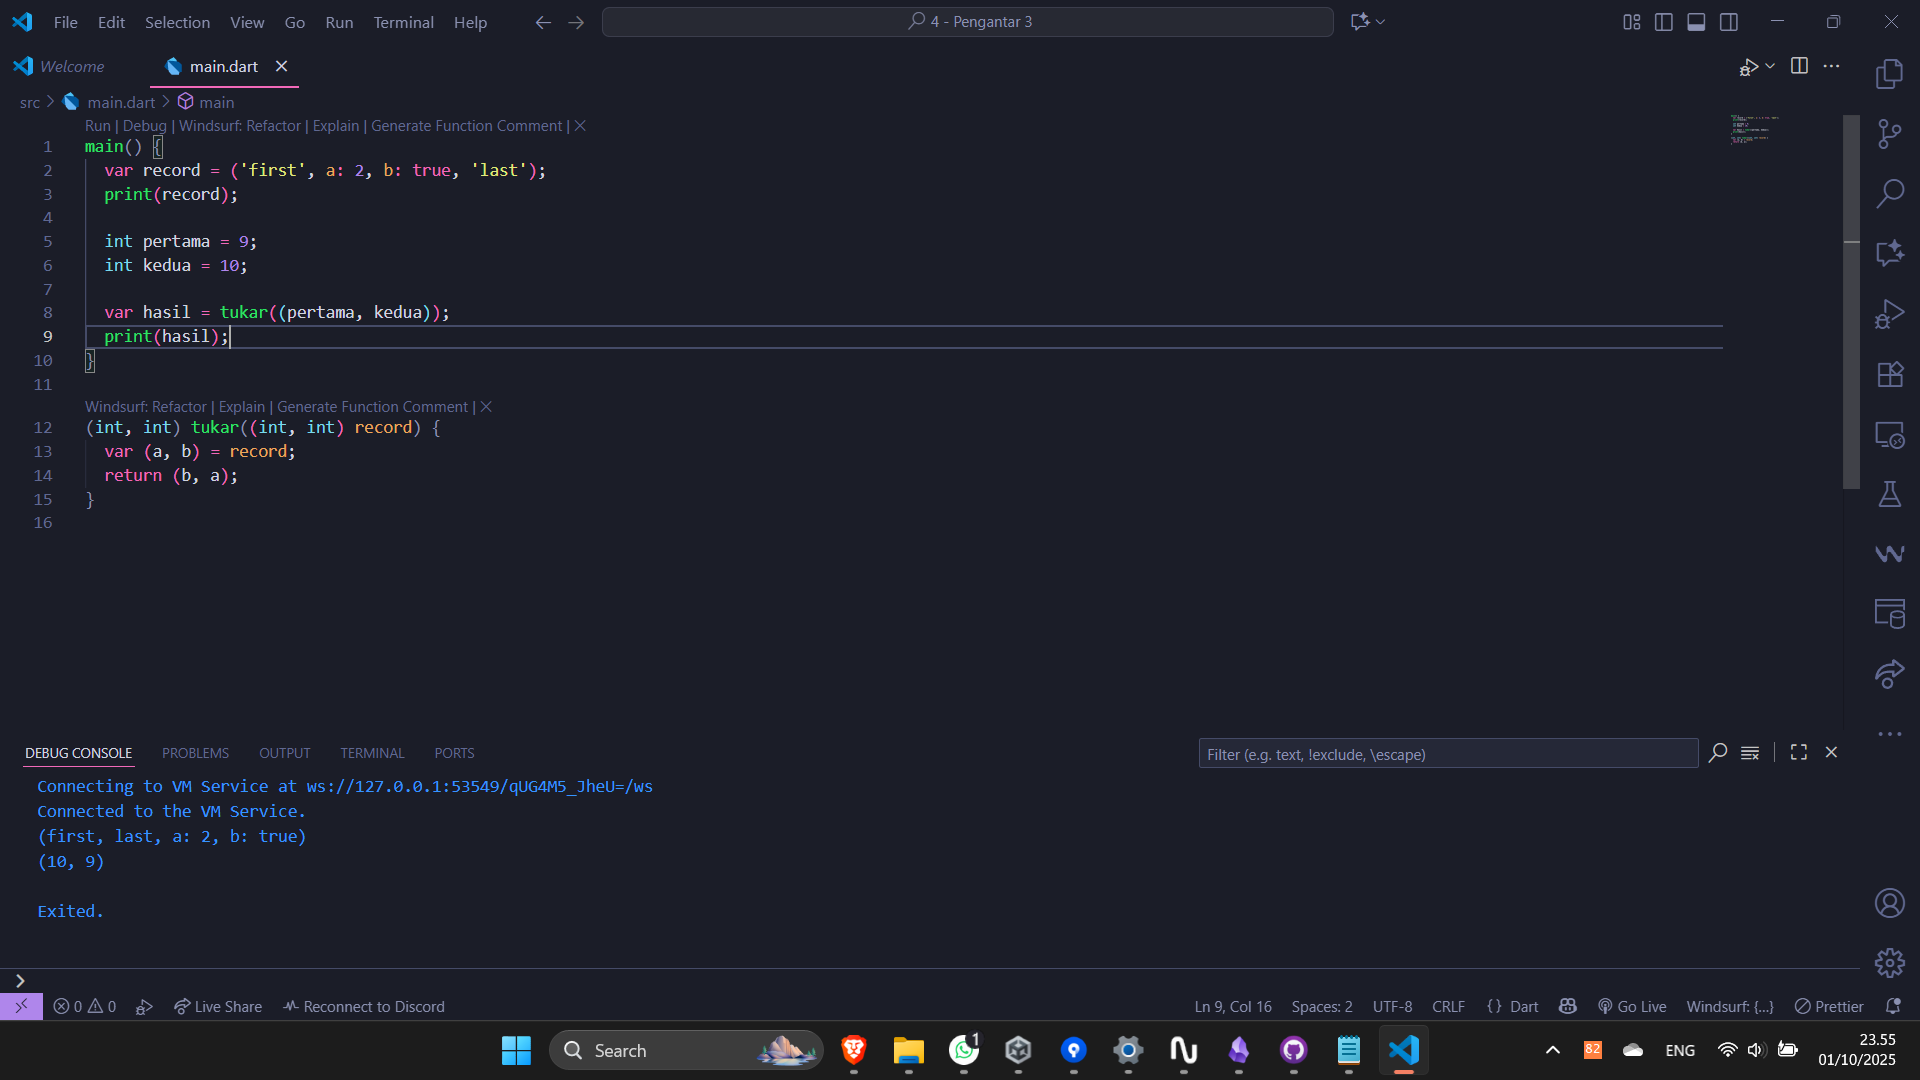 File Edit Selection View Go Run Terminal Help
4 - Pengantar 3
Welcome
main.dart
src > main.dart > main
Run | Debug | Windsurf: Refactor | Explain | Generate Function Comment | ×
1 main() {
2 var record = ('first', a: 2, b: true, 'last');
3 print(record);
4
5 int pertama = 9;
6 int kedua = 10;
7
8 var hasil = tukar((pertama, kedua));
9 print(hasil);
10 }
11
Windsurf: Refactor | Explain | Generate Function Comment | ×
12 (int, int) tukar((int, int) record) {
13 var (a, b) = record;
14 return (b, a);
15 }
16
DEBUG CONSOLE PROBLEMS OUTPUT TERMINAL PORTS
Filter (e.g. text, !exclude, \escape)
Connecting to VM Service at ws://127.0.0.1:53549/qUG4M5_JheU=/ws
Connected to the VM Service.
(first, last, a: 2, b: true)
(10, 9)
Exited.
0 0 Live Share Reconnect to Discord
Ln 9, Col 16 Spaces: 2 UTF-8 CRLF {} Dart Go Live Windsurf: {...} Prettier
Search
1
82
ENG
23.55
01/10/2025